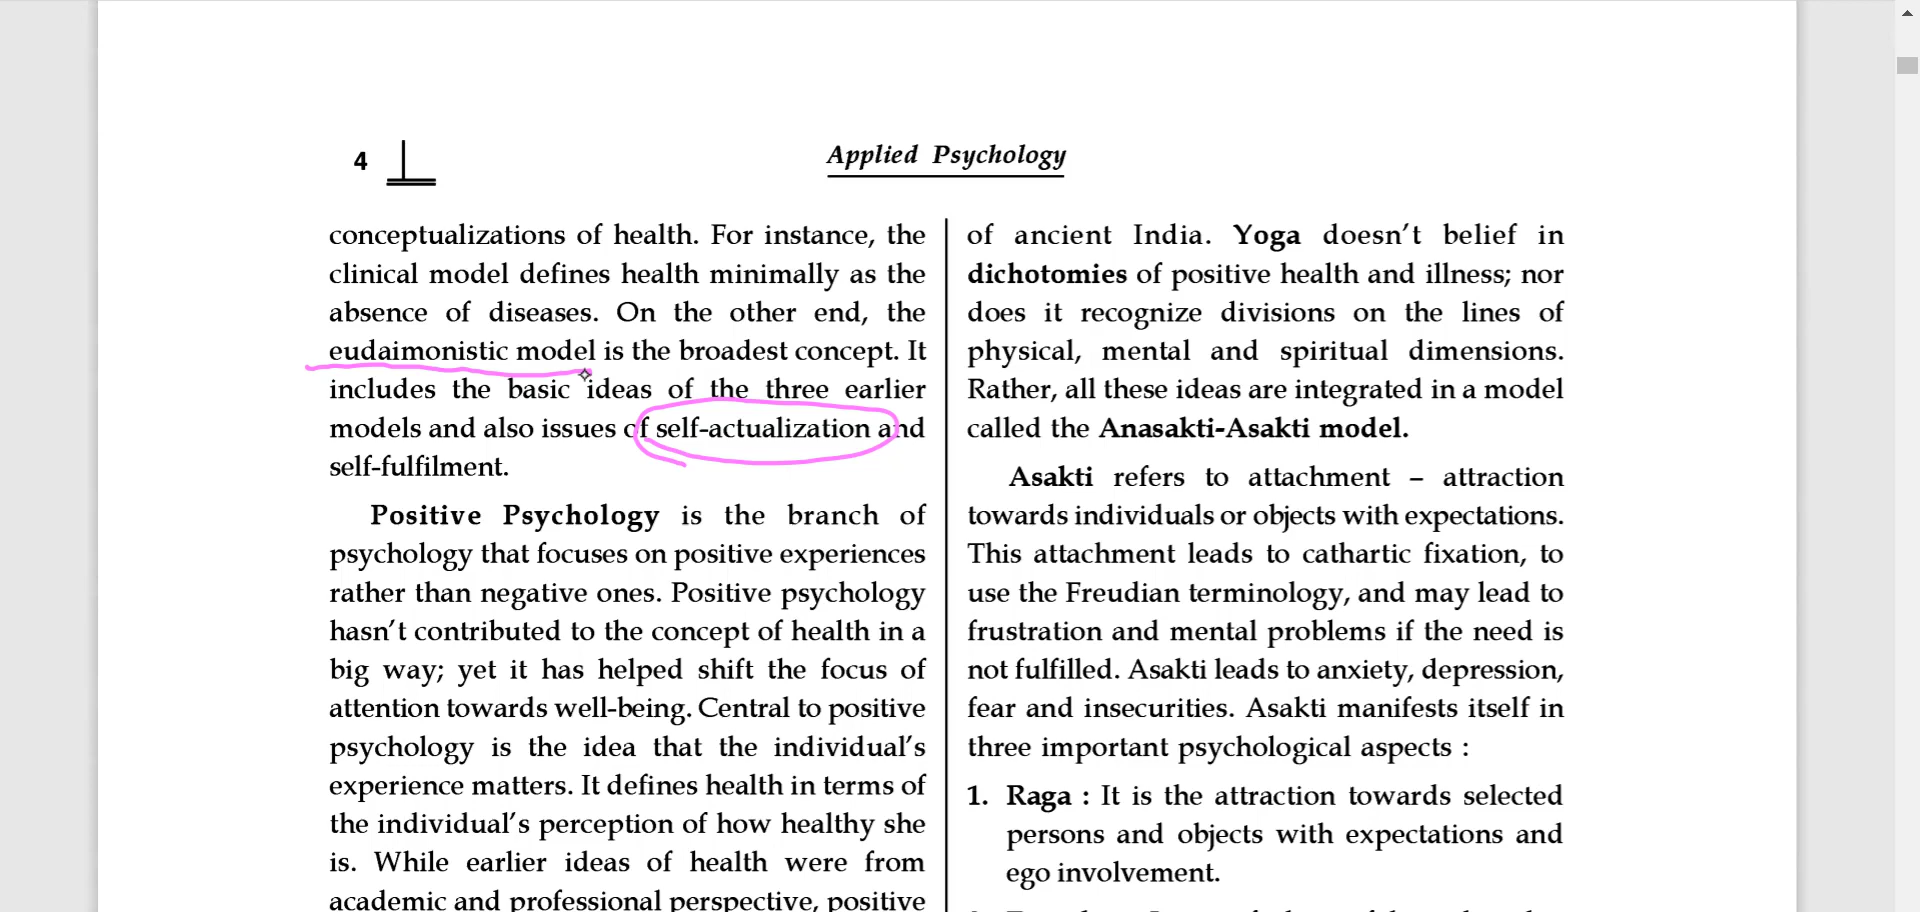 4
Applied Psychology
conceptualizations of health. For instance, the
clinical model defines health minimally as the
absence of diseases. On the other end, the
eudaimonistic model is the broadest concept. It
includes the basic ideas of the three earlier
models and also issues of self-actualization and
self-fulfilment.
Positive Psychology is the branch of
psychology that focuses on positive experiences
rather than negative ones. Positive psychology
hasn't contributed to the concept of health in a
big way; yet it has helped shift the focus of
attention towards well-being. Central to positive
psychology is the idea that the individual's
experience matters. It defines health in terms of
the individual's perception of how healthy she
is. While earlier ideas of health were from
academic and professional perspective, positive
of ancient India. Yoga doesn't belief in
dichotomies of positive health and illness; nor
does it recognize divisions on the lines of
physical, mental and spiritual dimensions.
Rather, all these ideas are integrated in a model
called the Anasakti-Asakti model.
Asakti refers to attachment – attraction
towards individuals or objects with expectations.
This attachment leads to cathartic fixation, to
use the Freudian terminology, and may lead to
frustration and mental problems if the need is
not fulfilled. Asakti leads to anxiety, depression,
fear and insecurities. Asakti manifests itself in
three important psychological aspects :
1. Raga : It is the attraction towards selected
persons and objects with expectations and
ego involvement.